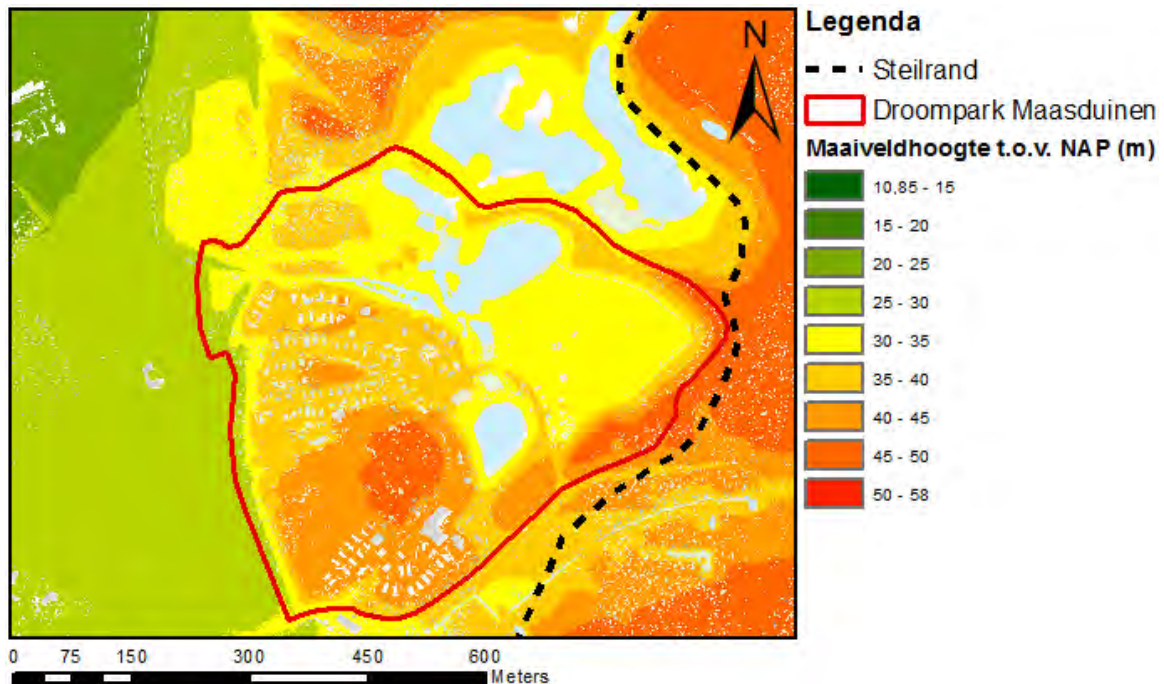 N
Legenda
Steilrand
Droompark Maasduinen
Maaiveldhoogte t.o.v. NAP (m)
10,85 - 15
15 - 20
20 - 25
25 - 30
30 - 35
35 - 40
40 - 45
45 - 50
50 - 58
0 75 150 300 450 600
Meters